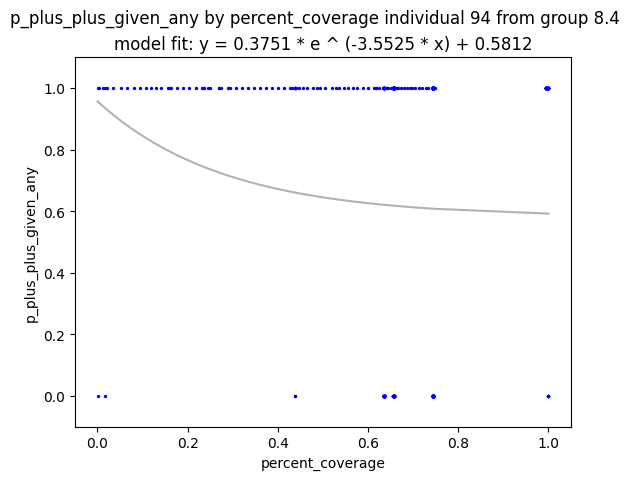 p_plus_plus_given_any by percent_coverage individual 94 from group 8.4
model fit: y = 0.3751 * e ^ (-3.5525 * x) + 0.5812
p_plus_plus_given_any
1.0
0.8
0.6
0.4
0.2
0.0
0.0 0.2 0.4 0.6 0.8 1.0
percent_coverage